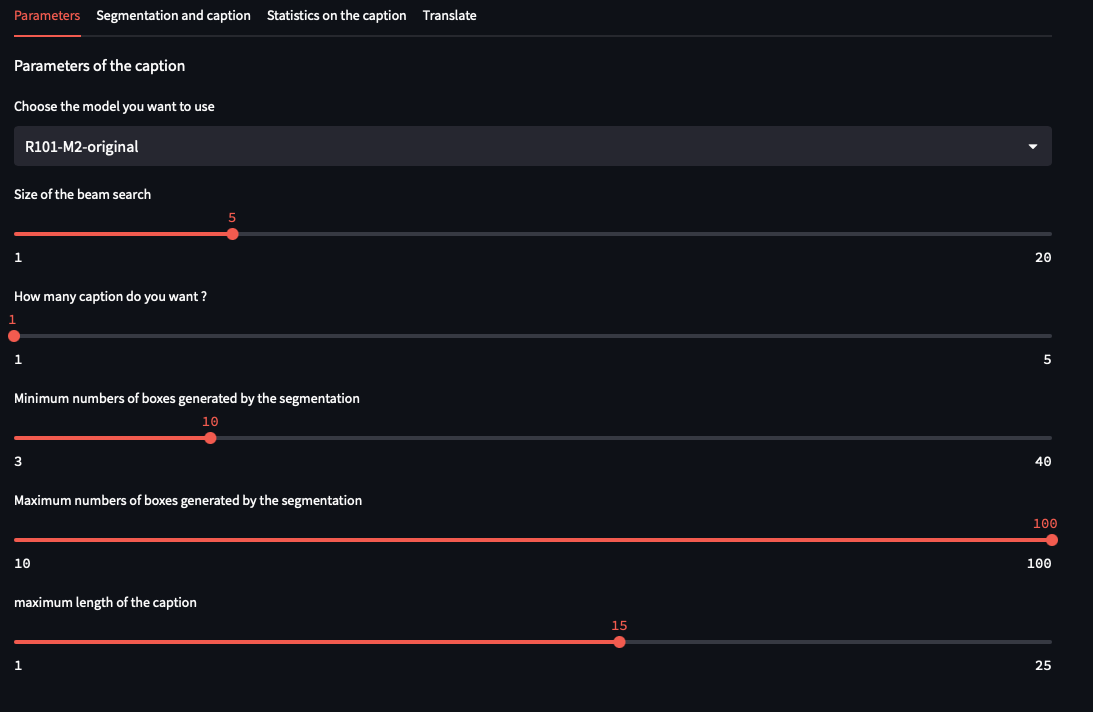 Parameters Segmentation and caption Statistics on the caption Translate
Parameters of the caption
Choose the model you want to use
R101-M2-original
Size of the beam search
5
1 20
How many caption do you want ?
1
1 5
Minimum numbers of boxes generated by the segmentation
10
3 40
Maximum numbers of boxes generated by the segmentation
100
10 100
maximum length of the caption
15
1 25